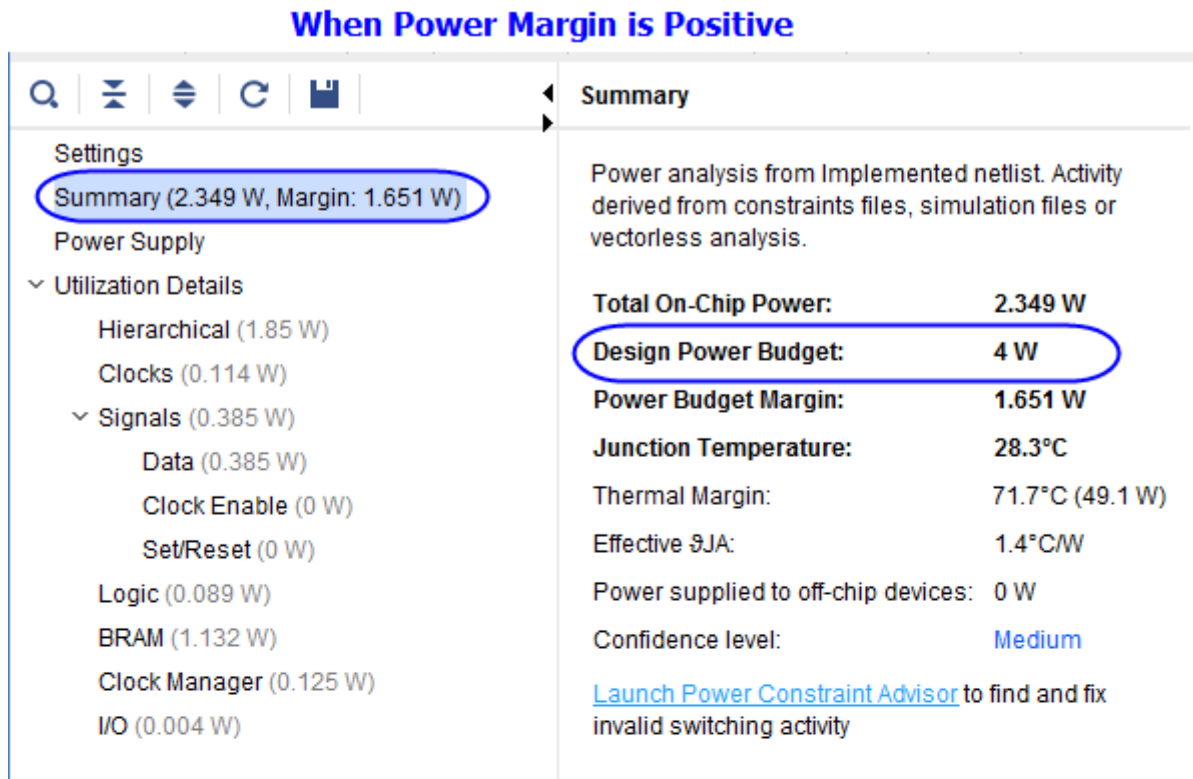 When Power Margin is Positive
Settings
Summary (2.349 W, Margin: 1.651 W)
Power Supply
Utilization Details
Hierarchical (1.85 W)
Clocks (0.114 W)
Signals (0.385 W)
Data (0.385 W)
Clock Enable (0 W)
Set/Reset (0 W)
Logic (0.089 W)
BRAM (1.132 W)
Clock Manager (0.125 W)
I/O (0.004 W)
Summary
Power analysis from Implemented netlist. Activity
derived from constraints files, simulation files or
vectorless analysis.
Total On-Chip Power: 2.349 W
Design Power Budget: 4 W
Power Budget Margin: 1.651 W
Junction Temperature: 28.3°C
Thermal Margin: 71.7°C (49.1 W)
Effective ϑJA: 1.4°C/W
Power supplied to off-chip devices: 0 W
Confidence level: Medium
Launch Power Constraint Advisor to find and fix
invalid switching activity